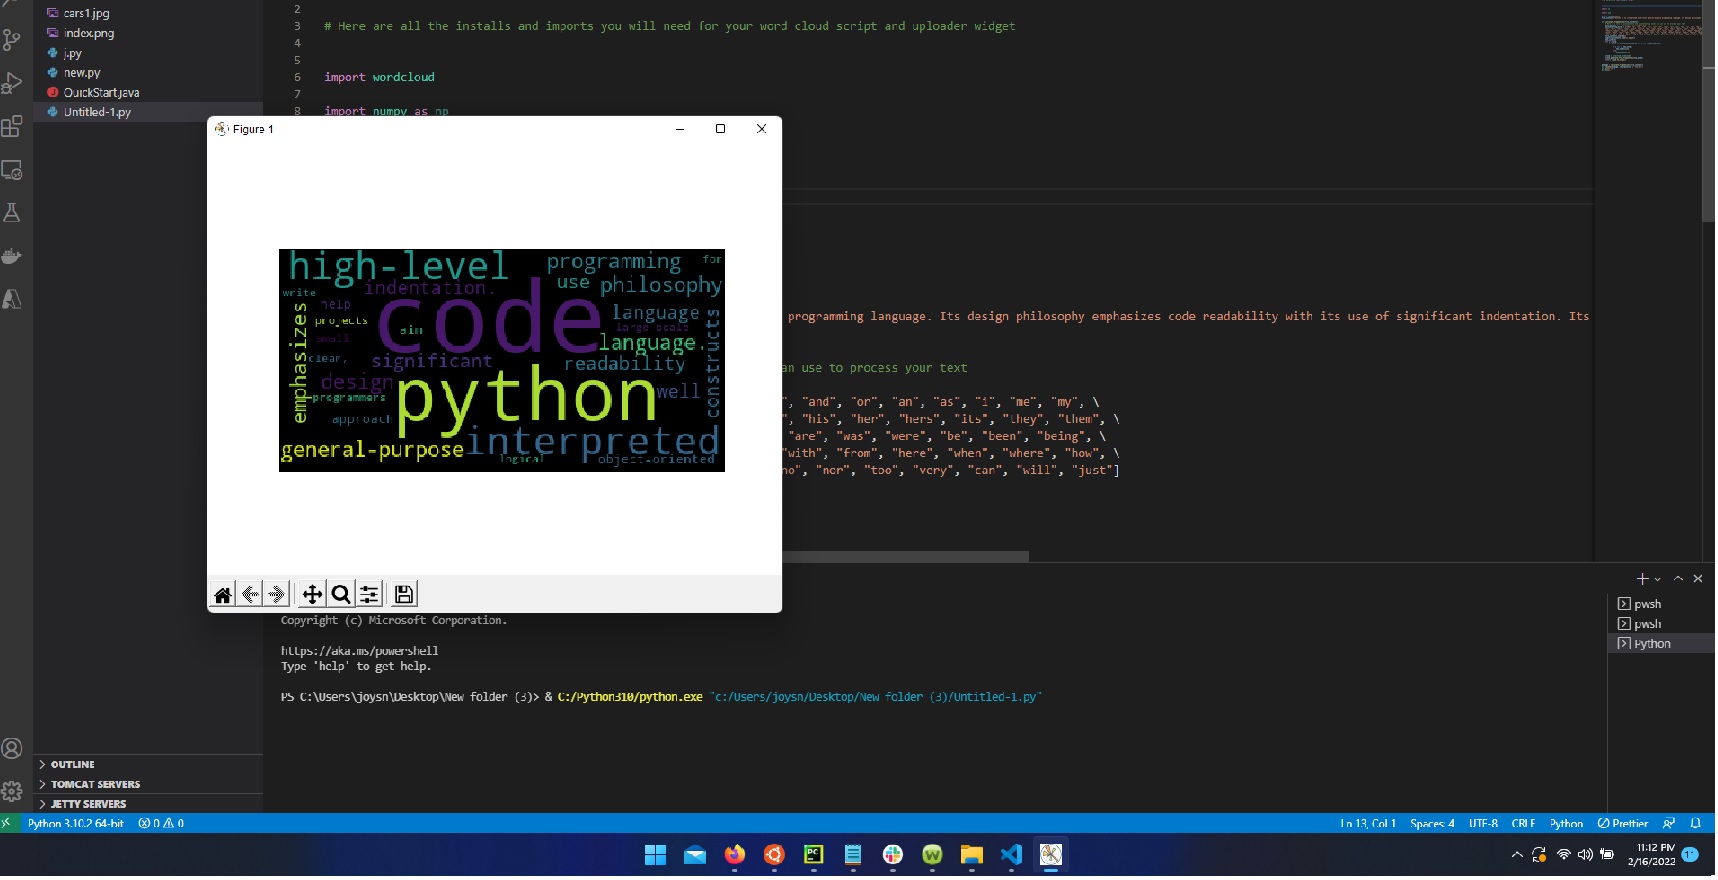 cars1.jpg
index.png
j.py
new.py
QuickStart.java
Untitled-1.py
2
3 # Here are all the installs and imports you will need for your word cloud script and uploader widget
4
5
6 import wordcloud
7
8 import numpy as np
Figure 1
high-level
programming
for
use
philosophy
write
indentation.
help
code
language
projects
aim
large-scale
small
language.
clear,
significant
readability
emphasizes
constructs
design
python
well
programmers
approach
general-purpose
interpreted
logical
object-oriented
programming language. Its design philosophy emphasizes code readability with its use of significant indentation. Its
an use to process your text
", "and", "or", "an", "as", "i", "me", "my", \
", "his", "her", "hers", "its", "they", "them", \
"are", "was", "were", "be", "been", "being", \
"with", "from", "here", "when", "where", "how", \
no", "nor", "too", "very", "can", "will", "just"]
pwsh
pwsh
Python
Copyright (c) Microsoft Corporation.
https://aka.ms/powershell
Type 'help' to get help.
PS C:\Users\joysn\Desktop\New folder (3)> & C:/Python310/python.exe "c:/Users/joysn/Desktop/New folder (3)/Untitled-1.py"
OUTLINE
TOMCAT SERVERS
JETTY SERVERS
Python 3.10.2 64-bit 0 0
Ln 13, Col 1 Spaces: 4 UTF-8 CRLF Python Prettier
PC
11:12 PM
2/16/2022
11